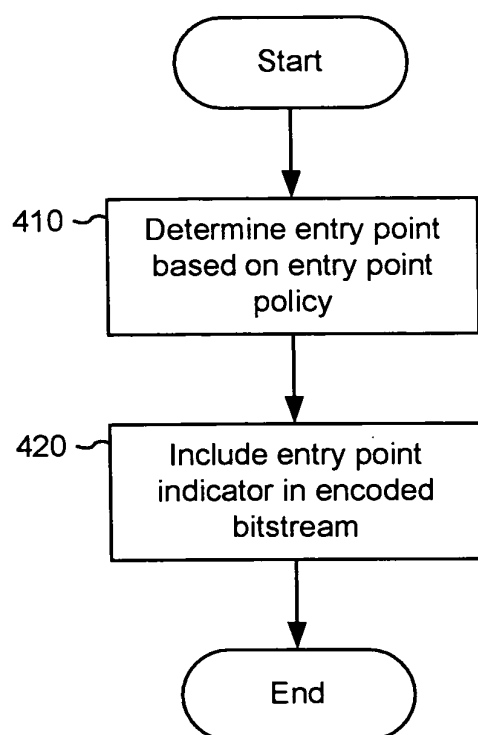 Start
410
Determine entry point
based on entry point
policy
420
Include entry point
indicator in encoded
bitstream
End